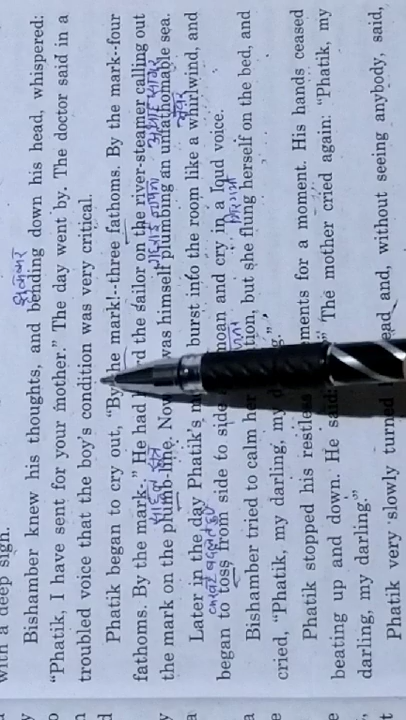 with a deep sigh.
झुककर
Bishamber knew his thoughts, and bending down his head, whispered:
"Phatik, I have sent for your mother." The day went by. The doctor said in a
troubled voice that the boy's condition was very critical.
Phatik began to cry out, "By the mark!--three fathoms. By the mark--four
fathoms. By the mark." He had the sailor on the river-steamer calling out
the mark on the Now was himself plumbing an unfathomable sea.
Later in the day Phatik's burst into the room like a whirlwind, and
began to toss from side to side moan and cry in a loud voice.
Bishamber tried to calm her but she flung herself on the bed, and
cried, "Phatik, my darling, my
Phatik stopped his restless for a moment. His hands ceased
beating up and down. He The mother cried again: "Phatik, my
darling, my darling."
Phatik very slowly turned and, without seeing anybody, said,